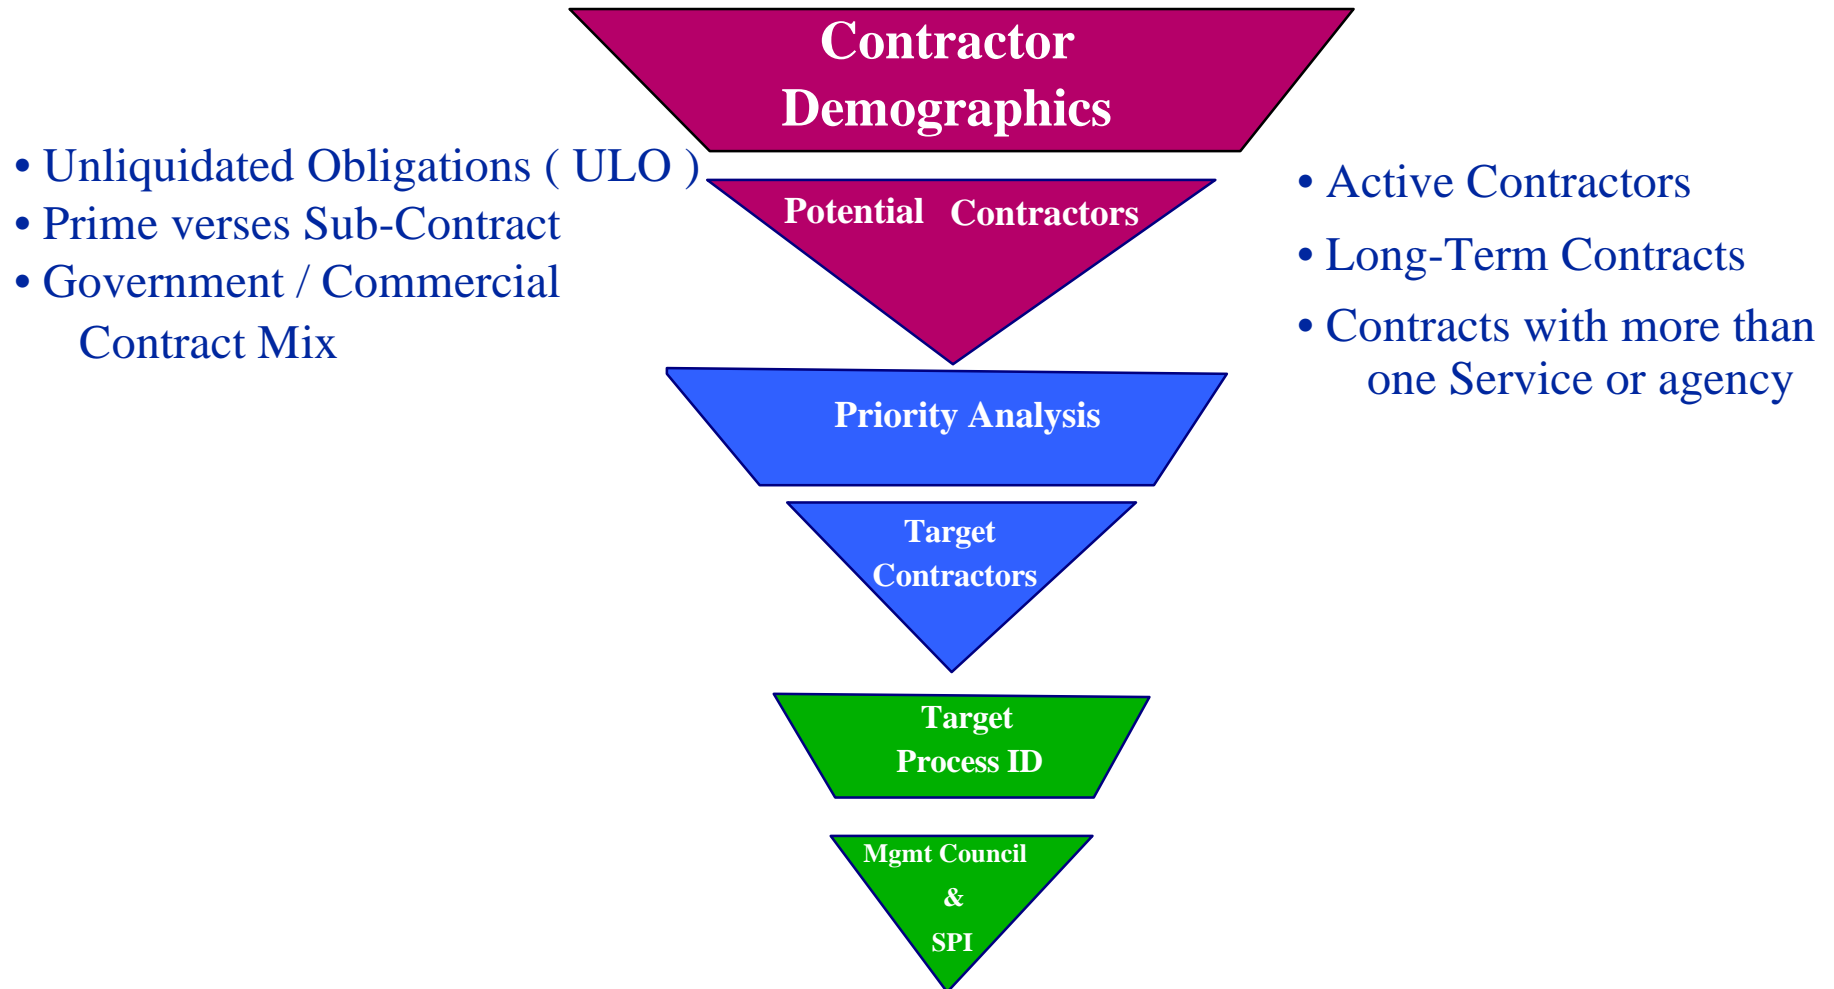 Contractor
Demographics
• Unliquidated Obligations ( ULO )
• Prime verses Sub-Contract
• Government / Commercial
Contract Mix
Potential Contractors
• Active Contractors
• Long-Term Contracts
• Contracts with more than
one Service or agency
Priority Analysis
Target
Contractors
Target
Process ID
Mgmt Council
&
SPI